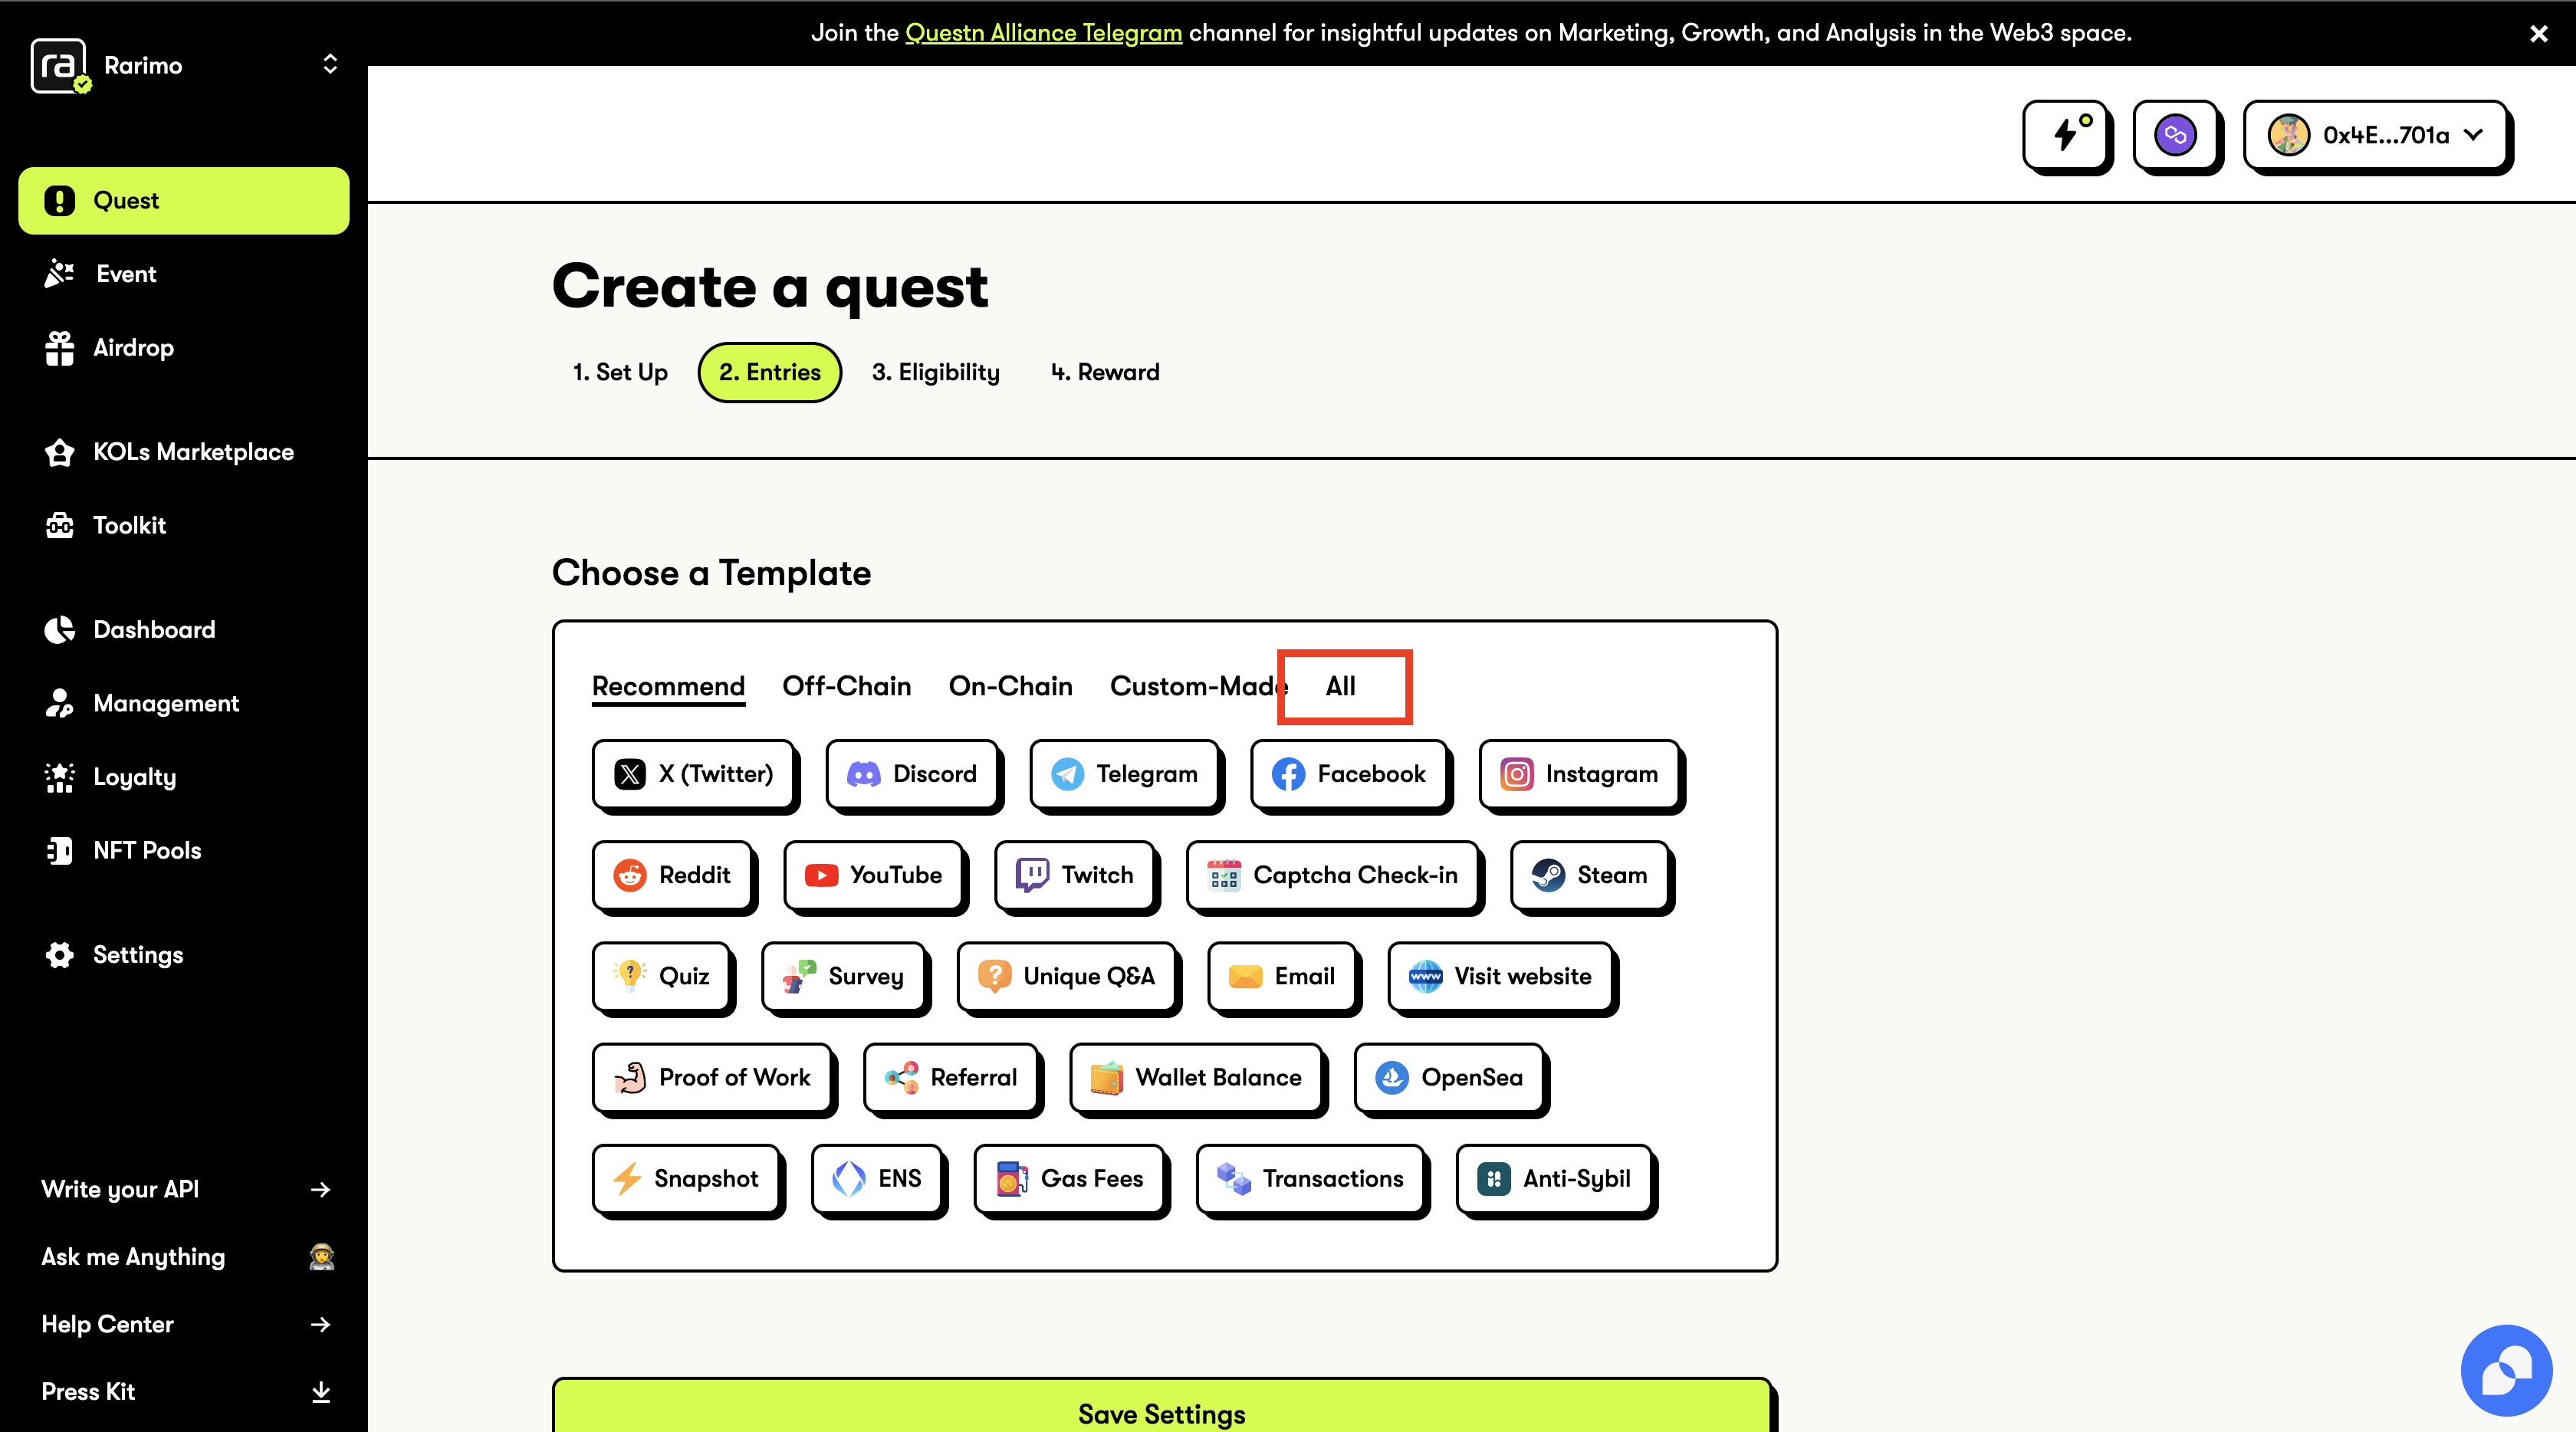 Join the Questn Alliance Telegram channel for insightful updates on Marketing, Growth, and Analysis in the Web3 space.
ra Rarimo
0x4E...701a
Quest
Event
Airdrop
KOLs Marketplace
Toolkit
Dashboard
Management
Loyalty
NFT Pools
Settings
Write your API
Ask me Anything
Help Center
Press Kit
Create a quest
1. Set Up 2. Entries 3. Eligibility 4. Reward
Choose a Template
Recommend Off-Chain On-Chain Custom-Made All
X (Twitter) Discord Telegram Facebook Instagram
Reddit YouTube Twitch Captcha Check-in Steam
Quiz Survey Unique Q&A Email www Visit website
Proof of Work Referral Wallet Balance OpenSea
Snapshot ENS Gas Fees Transactions Anti-Sybil
Save Settings